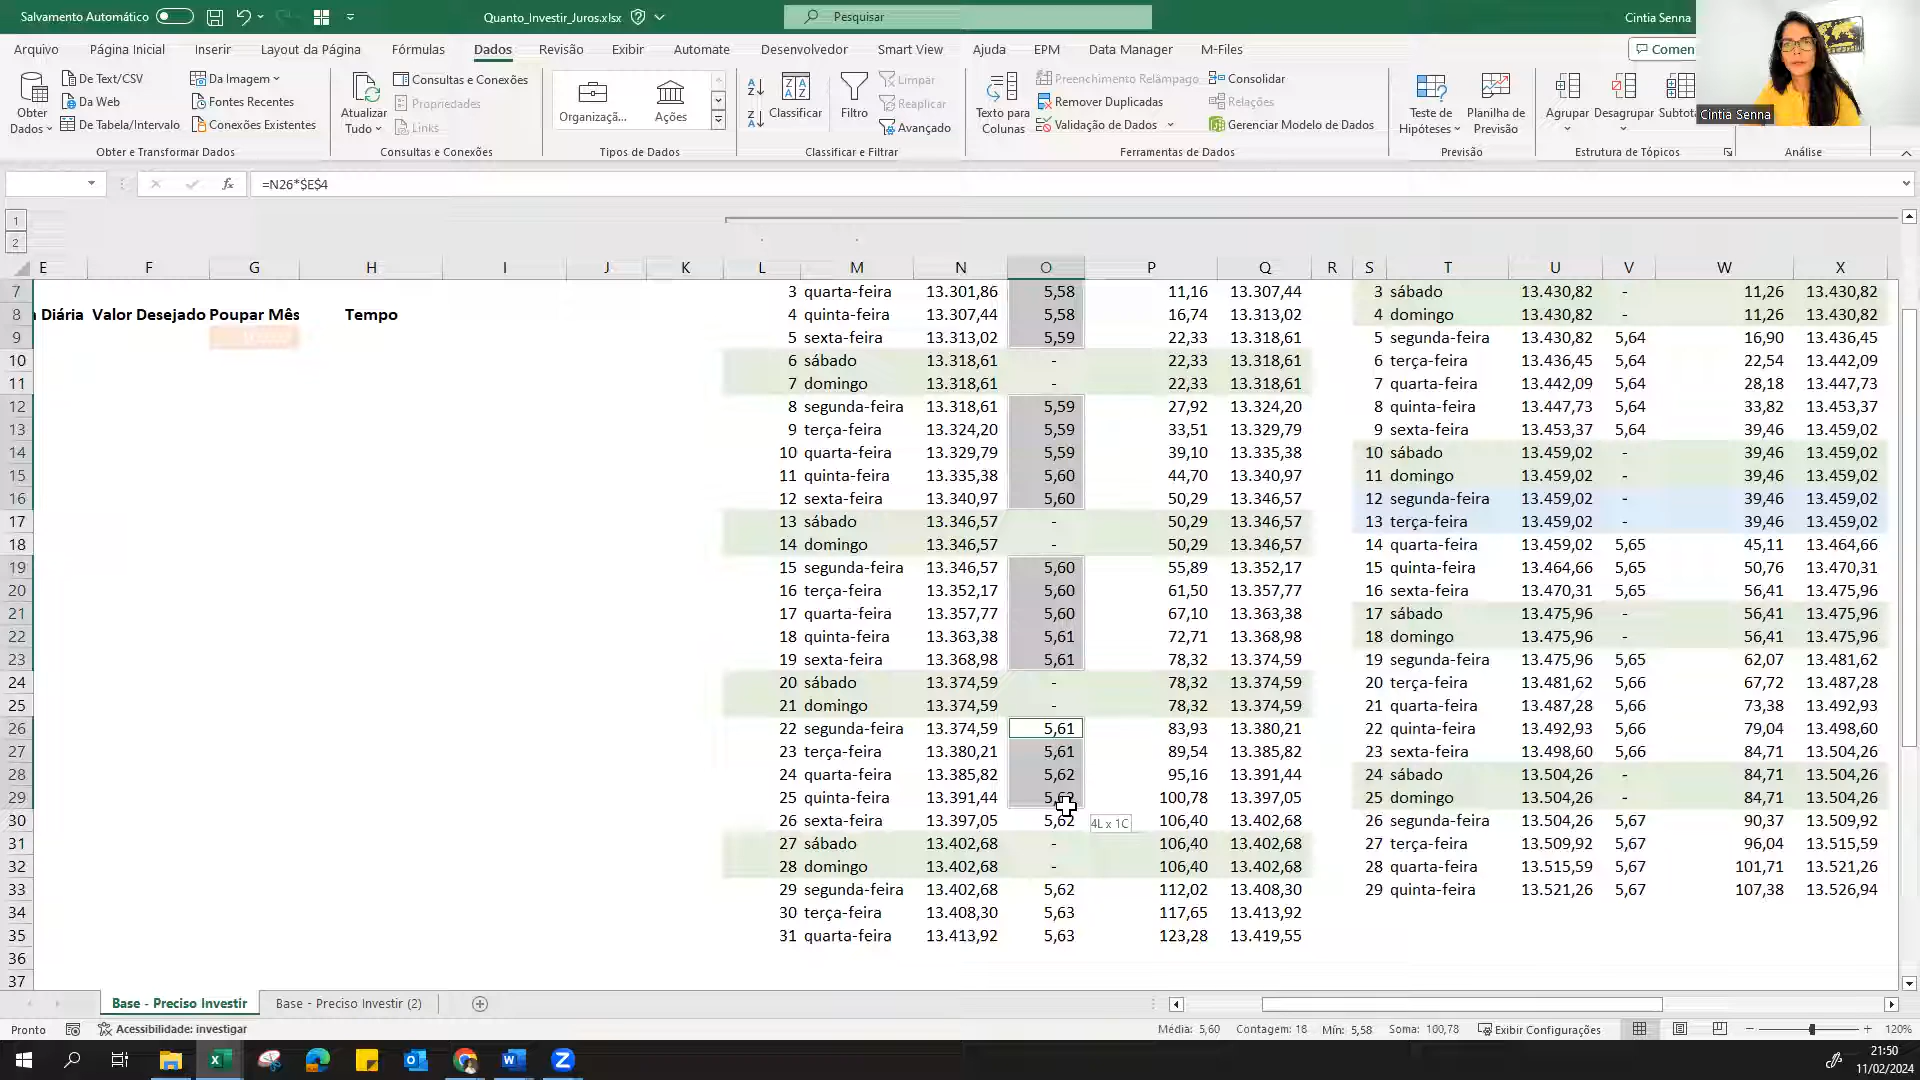 Salvamento Automático
Quanto_Investir_Juros.xlsx
Pesquisar
Cintia Senna
Arquivo Página Inicial Inserir Layout da Página Fórmulas Dados Revisão Exibir Automate Desenvolvedor Smart View Ajuda EPM Data Manager M-Files
Comen
De Text/CSV Da Imagem Consultas e Conexões Limpar Preenchimento Relâmpago Consolidar
Da Web Fontes Recentes Propriedades Reaplicar Remover Duplicadas Relações
De Tabela/Intervalo Conexões Existentes Links Avançado Validação de Dados Gerenciar Modelo de Dados
Obter Dados Atualizar Tudo Organizaçã... Ações Classificar Filtro Texto para Colunas Teste de Hipóteses Planilha de Previsão Agrupar Desagrupar Subtota
Cintia Senna
Obter e Transformar Dados Consultas e Conexões Tipos de Dados Classificar e Filtrar Ferramentas de Dados Previsão Estrutura de Tópicos Análise
fx =N26*$E$4
1
2
E F G H I J K L M N O P Q R S T U V W X
7 3 quarta-feira 13.301,86 5,58 11,16 13.307,44 3 sábado 13.430,82 - 11,26 13.430,82
8 Diária Valor Desejado Poupar Mês Tempo 4 quinta-feira 13.307,44 5,58 16,74 13.313,02 4 domingo 13.430,82 - 11,26 13.430,82
9 5 sexta-feira 13.313,02 5,59 22,33 13.318,61 5 segunda-feira 13.430,82 5,64 16,90 13.436,45
10 6 sábado 13.318,61 - 22,33 13.318,61 6 terça-feira 13.436,45 5,64 22,54 13.442,09
11 7 domingo 13.318,61 - 22,33 13.318,61 7 quarta-feira 13.442,09 5,64 28,18 13.447,73
12 8 segunda-feira 13.318,61 5,59 27,92 13.324,20 8 quinta-feira 13.447,73 5,64 33,82 13.453,37
13 9 terça-feira 13.324,20 5,59 33,51 13.329,79 9 sexta-feira 13.453,37 5,64 39,46 13.459,02
14 10 quarta-feira 13.329,79 5,59 39,10 13.335,38 10 sábado 13.459,02 - 39,46 13.459,02
15 11 quinta-feira 13.335,38 5,60 44,70 13.340,97 11 domingo 13.459,02 - 39,46 13.459,02
16 12 sexta-feira 13.340,97 5,60 50,29 13.346,57 12 segunda-feira 13.459,02 - 39,46 13.459,02
17 13 sábado 13.346,57 - 50,29 13.346,57 13 terça-feira 13.459,02 - 39,46 13.459,02
18 14 domingo 13.346,57 - 50,29 13.346,57 14 quarta-feira 13.459,02 5,65 45,11 13.464,66
19 15 segunda-feira 13.346,57 5,60 55,89 13.352,17 15 quinta-feira 13.464,66 5,65 50,76 13.470,31
20 16 terça-feira 13.352,17 5,60 61,50 13.357,77 16 sexta-feira 13.470,31 5,65 56,41 13.475,96
21 17 quarta-feira 13.357,77 5,60 67,10 13.363,38 17 sábado 13.475,96 - 56,41 13.475,96
22 18 quinta-feira 13.363,38 5,61 72,71 13.368,98 18 domingo 13.475,96 - 56,41 13.475,96
23 19 sexta-feira 13.368,98 5,61 78,32 13.374,59 19 segunda-feira 13.475,96 5,65 62,07 13.481,62
24 20 sábado 13.374,59 - 78,32 13.374,59 20 terça-feira 13.481,62 5,66 67,72 13.487,28
25 21 domingo 13.374,59 - 78,32 13.374,59 21 quarta-feira 13.487,28 5,66 73,38 13.492,93
26 22 segunda-feira 13.374,59 5,61 83,93 13.380,21 22 quinta-feira 13.492,93 5,66 79,04 13.498,60
27 23 terça-feira 13.380,21 5,61 89,54 13.385,82 23 sexta-feira 13.498,60 5,66 84,71 13.504,26
28 24 quarta-feira 13.385,82 5,62 95,16 13.391,44 24 sábado 13.504,26 - 84,71 13.504,26
29 25 quinta-feira 13.391,44 5,62 100,78 13.397,05 25 domingo 13.504,26 - 84,71 13.504,26
30 26 sexta-feira 13.397,05 5,62 106,40 13.402,68 26 segunda-feira 13.504,26 5,67 90,37 13.509,92
4L x 1C
31 27 sábado 13.402,68 - 106,40 13.402,68 27 terça-feira 13.509,92 5,67 96,04 13.515,59
32 28 domingo 13.402,68 - 106,40 13.402,68 28 quarta-feira 13.515,59 5,67 101,71 13.521,26
33 29 segunda-feira 13.402,68 5,62 112,02 13.408,30 29 quinta-feira 13.521,26 5,67 107,38 13.526,94
34 30 terça-feira 13.408,30 5,63 117,65 13.413,92
35 31 quarta-feira 13.413,92 5,63 123,28 13.419,55
36
37
Base - Preciso Investir Base - Preciso Investir (2)
Pronto Acessibilidade: investigar Média: 5,60 Contagem: 18 Mín: 5,58 Soma: 100,78 Exibir Configurações 120%
21:50
11/02/2024